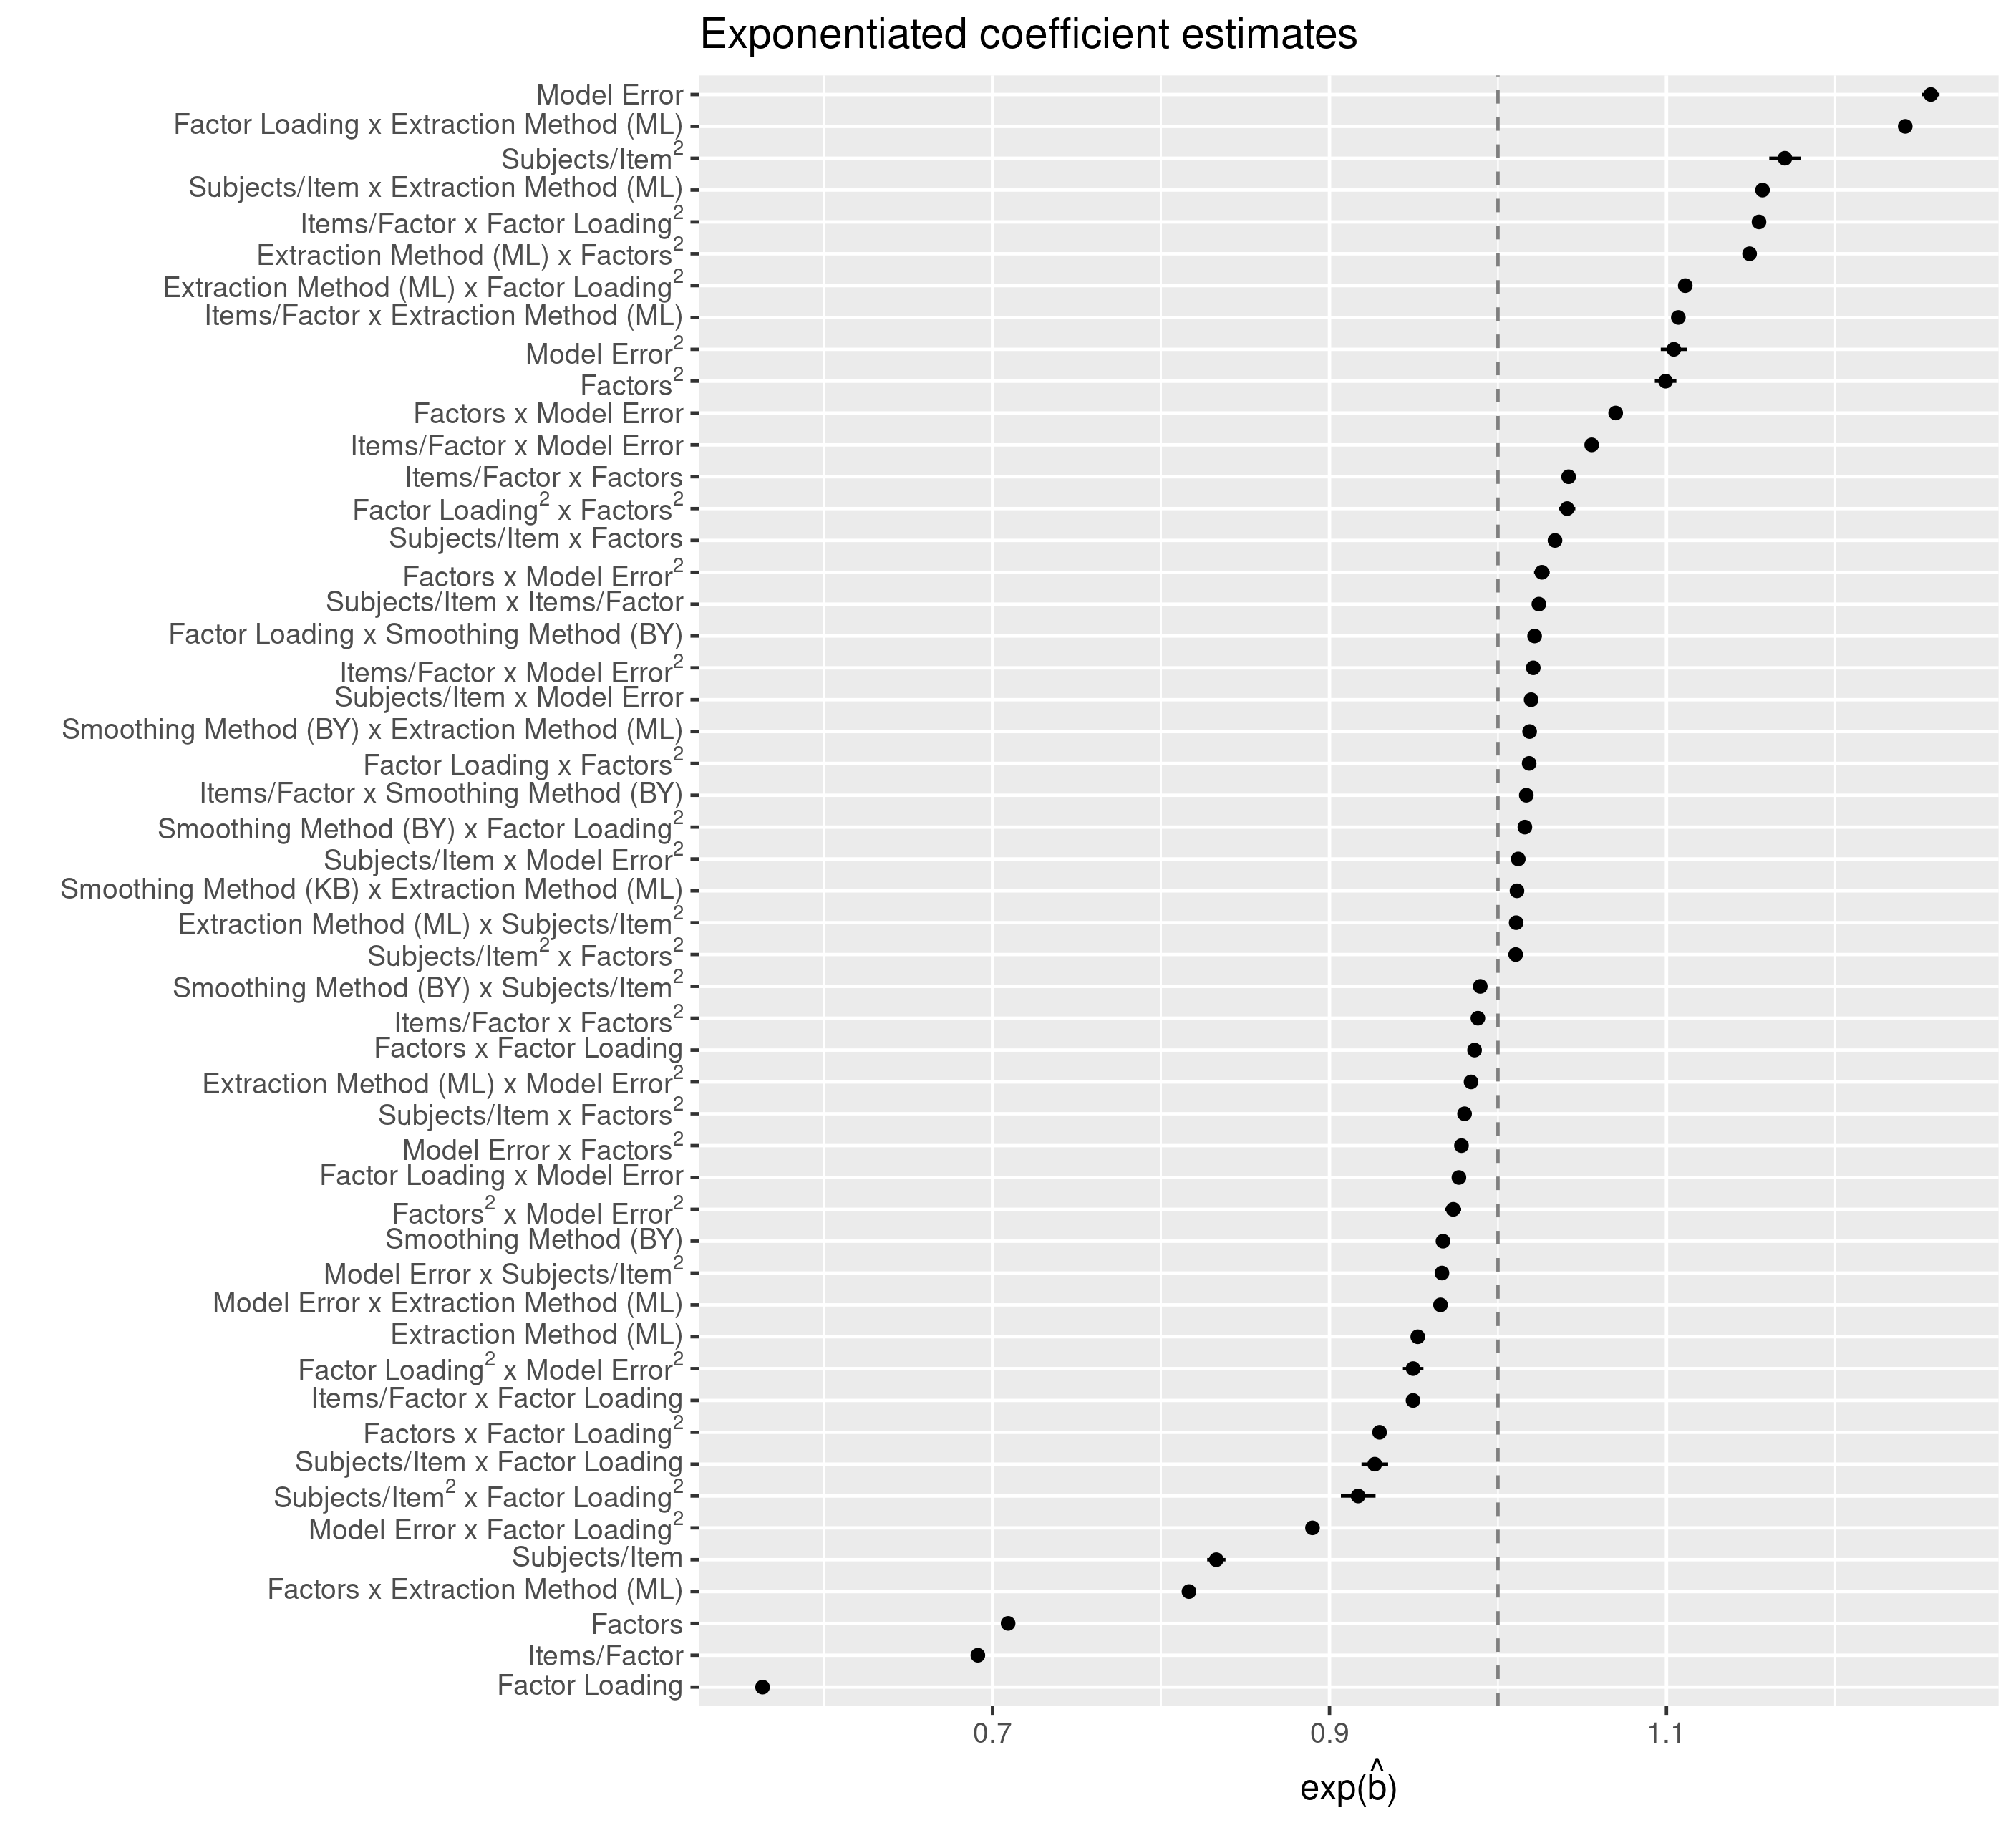 Exponentiated coefficient estimates
Model Error
Factor Loading x Extraction Method (ML)
Subjects/Item²
Subjects/Item x Extraction Method (ML)
Items/Factor x Factor Loading²
Extraction Method (ML) x Factors²
Extraction Method (ML) x Factor Loading²
Items/Factor x Extraction Method (ML)
Model Error²
Factors²
Factors x Model Error
Items/Factor x Model Error
Items/Factor x Factors
Factor Loading² x Factors²
Subjects/Item x Factors
Factors x Model Error²
Subjects/Item x Items/Factor
Factor Loading x Smoothing Method (BY)
Items/Factor x Model Error²
Subjects/Item x Model Error
Smoothing Method (BY) x Extraction Method (ML)
Factor Loading x Factors²
Items/Factor x Smoothing Method (BY)
Smoothing Method (BY) x Factor Loading²
Subjects/Item x Model Error²
Smoothing Method (KB) x Extraction Method (ML)
Extraction Method (ML) x Subjects/Item²
Subjects/Item² x Factors²
Smoothing Method (BY) x Subjects/Item²
Items/Factor x Factors²
Factors x Factor Loading
Extraction Method (ML) x Model Error²
Subjects/Item x Factors²
Model Error x Factors²
Factor Loading x Model Error
Factors² x Model Error²
Smoothing Method (BY)
Model Error x Subjects/Item²
Model Error x Extraction Method (ML)
Extraction Method (ML)
Factor Loading² x Model Error²
Items/Factor x Factor Loading
Factors x Factor Loading²
Subjects/Item x Factor Loading
Subjects/Item² x Factor Loading²
Model Error x Factor Loading²
Subjects/Item
Factors x Extraction Method (ML)
Factors
Items/Factor
Factor Loading
0.7 0.9 1.1
exp(b̂)